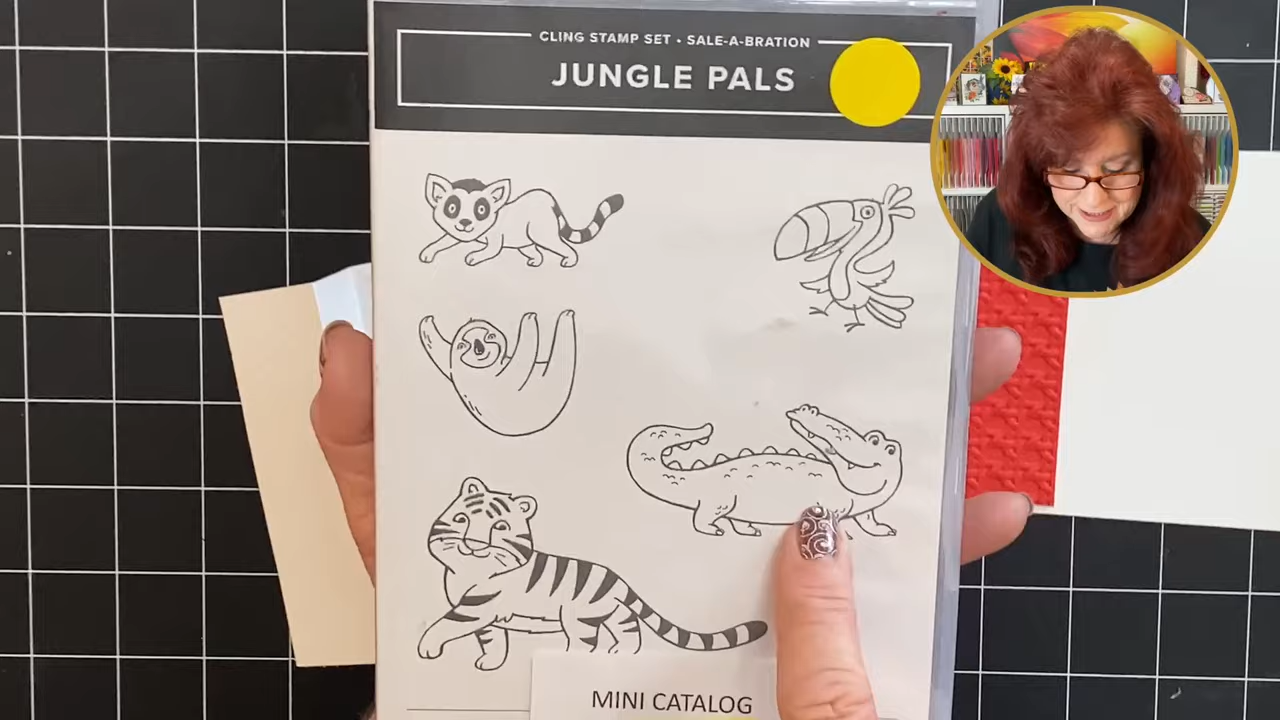 CLING STAMP SET • SALE-A-BRATION
JUNGLE PALS
MINI CATALOG